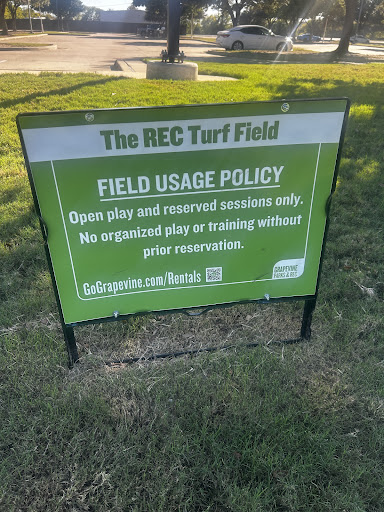 The REC Turf Field
FIELD USAGE POLICY
Open play and reserved sessions only.
No organized play or training without
prior reservation.
GoGrapevine.com/Rentals
GRAPEVINE
PARKS & REC